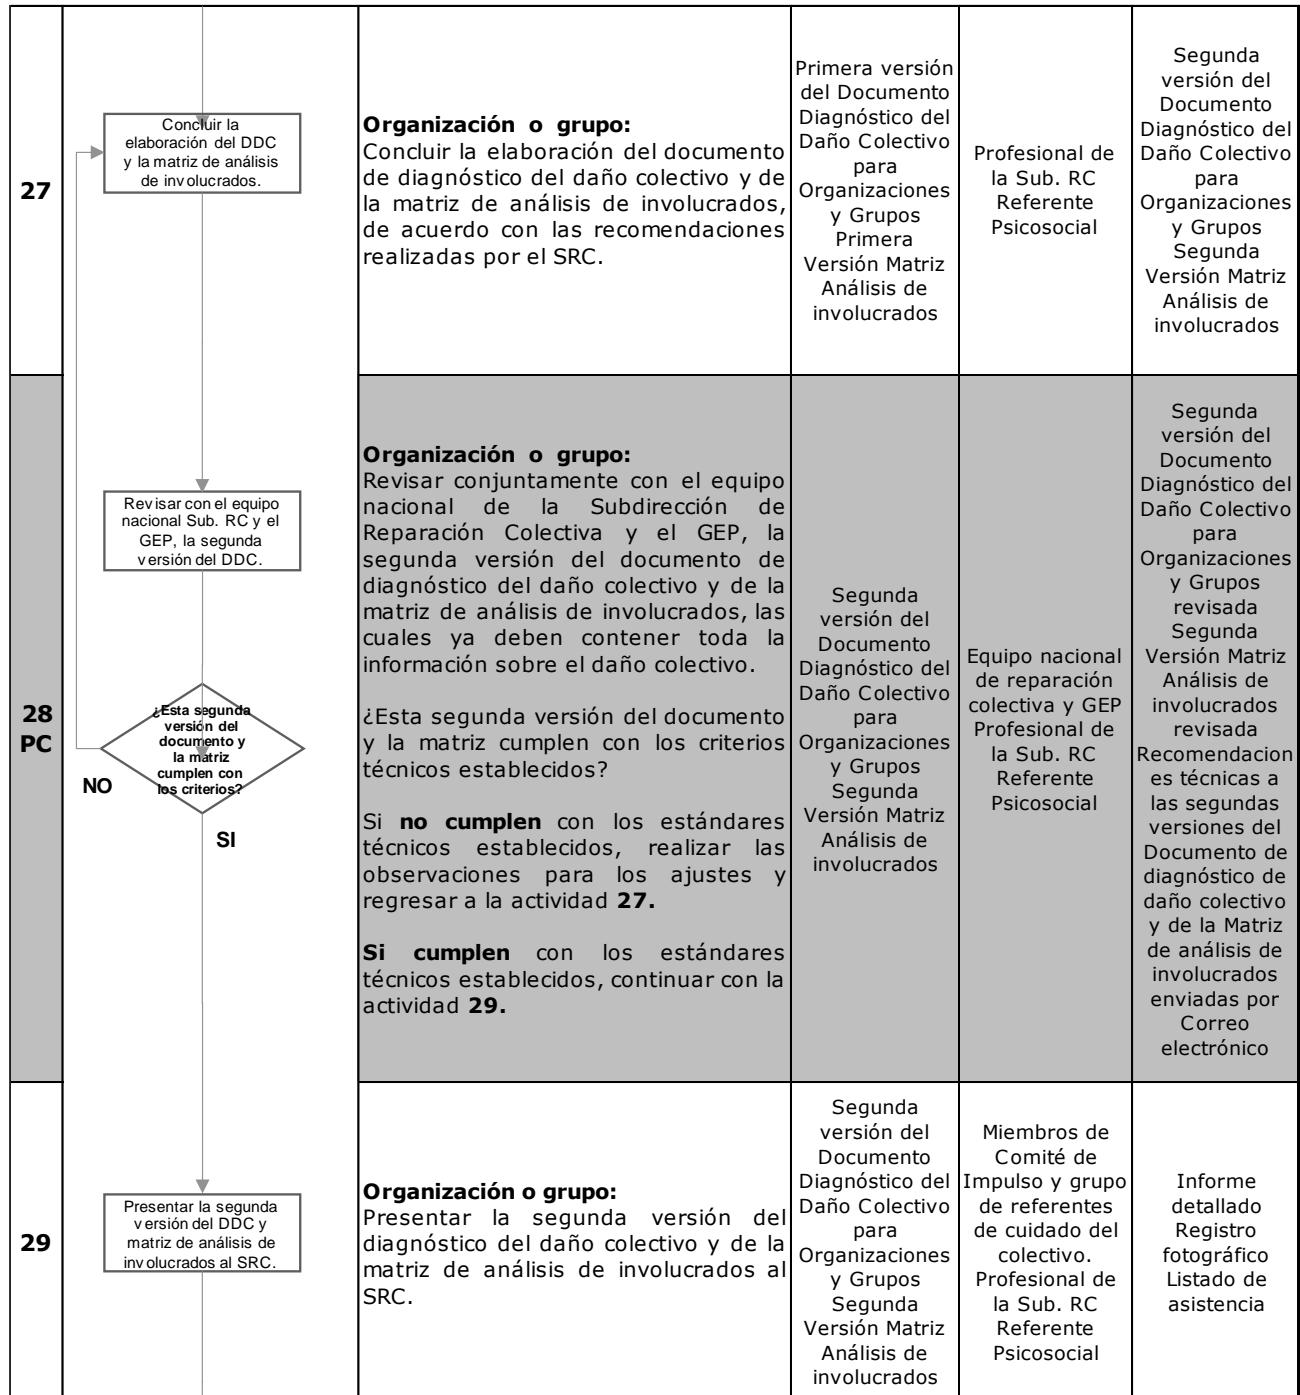 27
Concluir la
elaboración del DDC
y la matriz de análisis
de involucrados.
Organización o grupo:
Concluir la elaboración del documento
de diagnóstico del daño colectivo y de
la matriz de análisis de involucrados,
de acuerdo con las recomendaciones
realizadas por el SRC.
Primera versión
del Documento
Diagnóstico del
Daño Colectivo
para
Organizaciones
y Grupos
Primera
Versión Matriz
Análisis de
involucrados
Profesional de
la Sub. RC
Referente
Psicosocial
Segunda
versión del
Documento
Diagnóstico del
Daño Colectivo
para
Organizaciones
y Grupos
Segunda
Versión Matriz
Análisis de
involucrados
28
PC
Revisar con el equipo
nacional Sub. RC y el
GEP, la segunda
versión del DDC.
¿Esta segunda
versión del
documento y
la matriz
cumplen con
los criterios?
NO
SI
Organización o grupo:
Revisar conjuntamente con el equipo
nacional de la Subdirección de
Reparación Colectiva y el GEP, la
segunda versión del documento de
diagnóstico del daño colectivo y de la
matriz de análisis de involucrados, las
cuales ya deben contener toda la
información sobre el daño colectivo.
¿Esta segunda versión del documento
y la matriz cumplen con los criterios
técnicos establecidos?
Si no cumplen con los estándares
técnicos establecidos, realizar las
observaciones para los ajustes y
regresar a la actividad 27.
Si cumplen con los estándares
técnicos establecidos, continuar con la
actividad 29.
Segunda
versión del
Documento
Diagnóstico del
Daño Colectivo
para
Organizaciones
y Grupos
Segunda
Versión Matriz
Análisis de
involucrados
Equipo nacional
de reparación
colectiva y GEP
Profesional de
la Sub. RC
Referente
Psicosocial
Segunda
versión del
Documento
Diagnóstico del
Daño Colectivo
para
Organizaciones
y Grupos
revisada
Segunda
Versión Matriz
Análisis de
involucrados
revisada
Recomendacion
es técnicas a
las segundas
versiones del
Documento de
diagnóstico de
daño colectivo
y de la Matriz
de análisis de
involucrados
enviadas por
Correo
electrónico
29
Presentar la segunda
versión del DDC y
matriz de análisis de
involucrados al SRC.
Organización o grupo:
Presentar la segunda versión del
diagnóstico del daño colectivo y de la
matriz de análisis de involucrados al
SRC.
Segunda
versión del
Documento
Diagnóstico del
Daño Colectivo
para
Organizaciones
y Grupos
Segunda
Versión Matriz
Análisis de
involucrados
Miembros de
Comité de
Impulso y grupo
de referentes
de cuidado del
colectivo.
Profesional de
la Sub. RC
Referente
Psicosocial
Informe
detallado
Registro
fotográfico
Listado de
asistencia